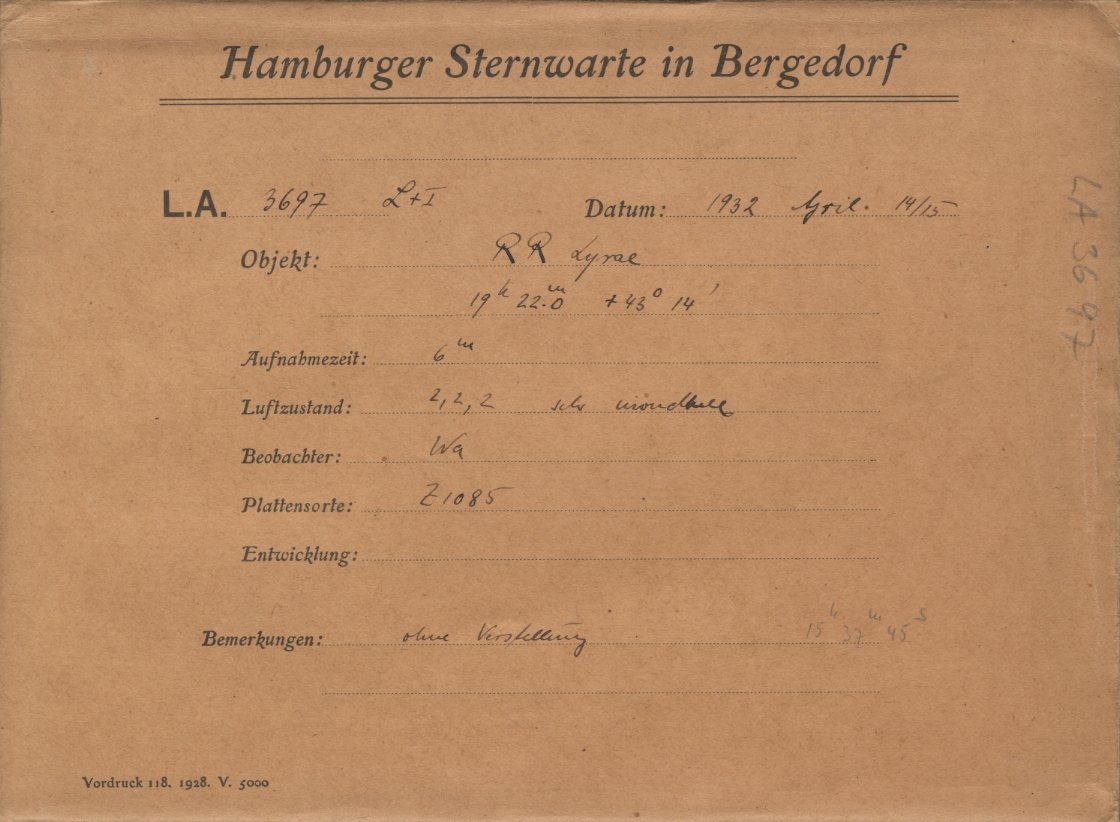 Hamburger Sternwarte in Bergedorf
L.A. 3697 L+I Datum: 1932 April. 14/15
Objekt: RR Lyrae
19h 22.m0 +43° 14'
Aufnahmezeit: 6m
Luftzustand: 2,2,2 sehr mondhell
Beobachter: Wa
Plattensorte: Z1085
Entwicklung:
Bemerkungen: ohne Verstellung 15h 37m 45s
Vordruck 118. 1928. V. 5000
LA 3697